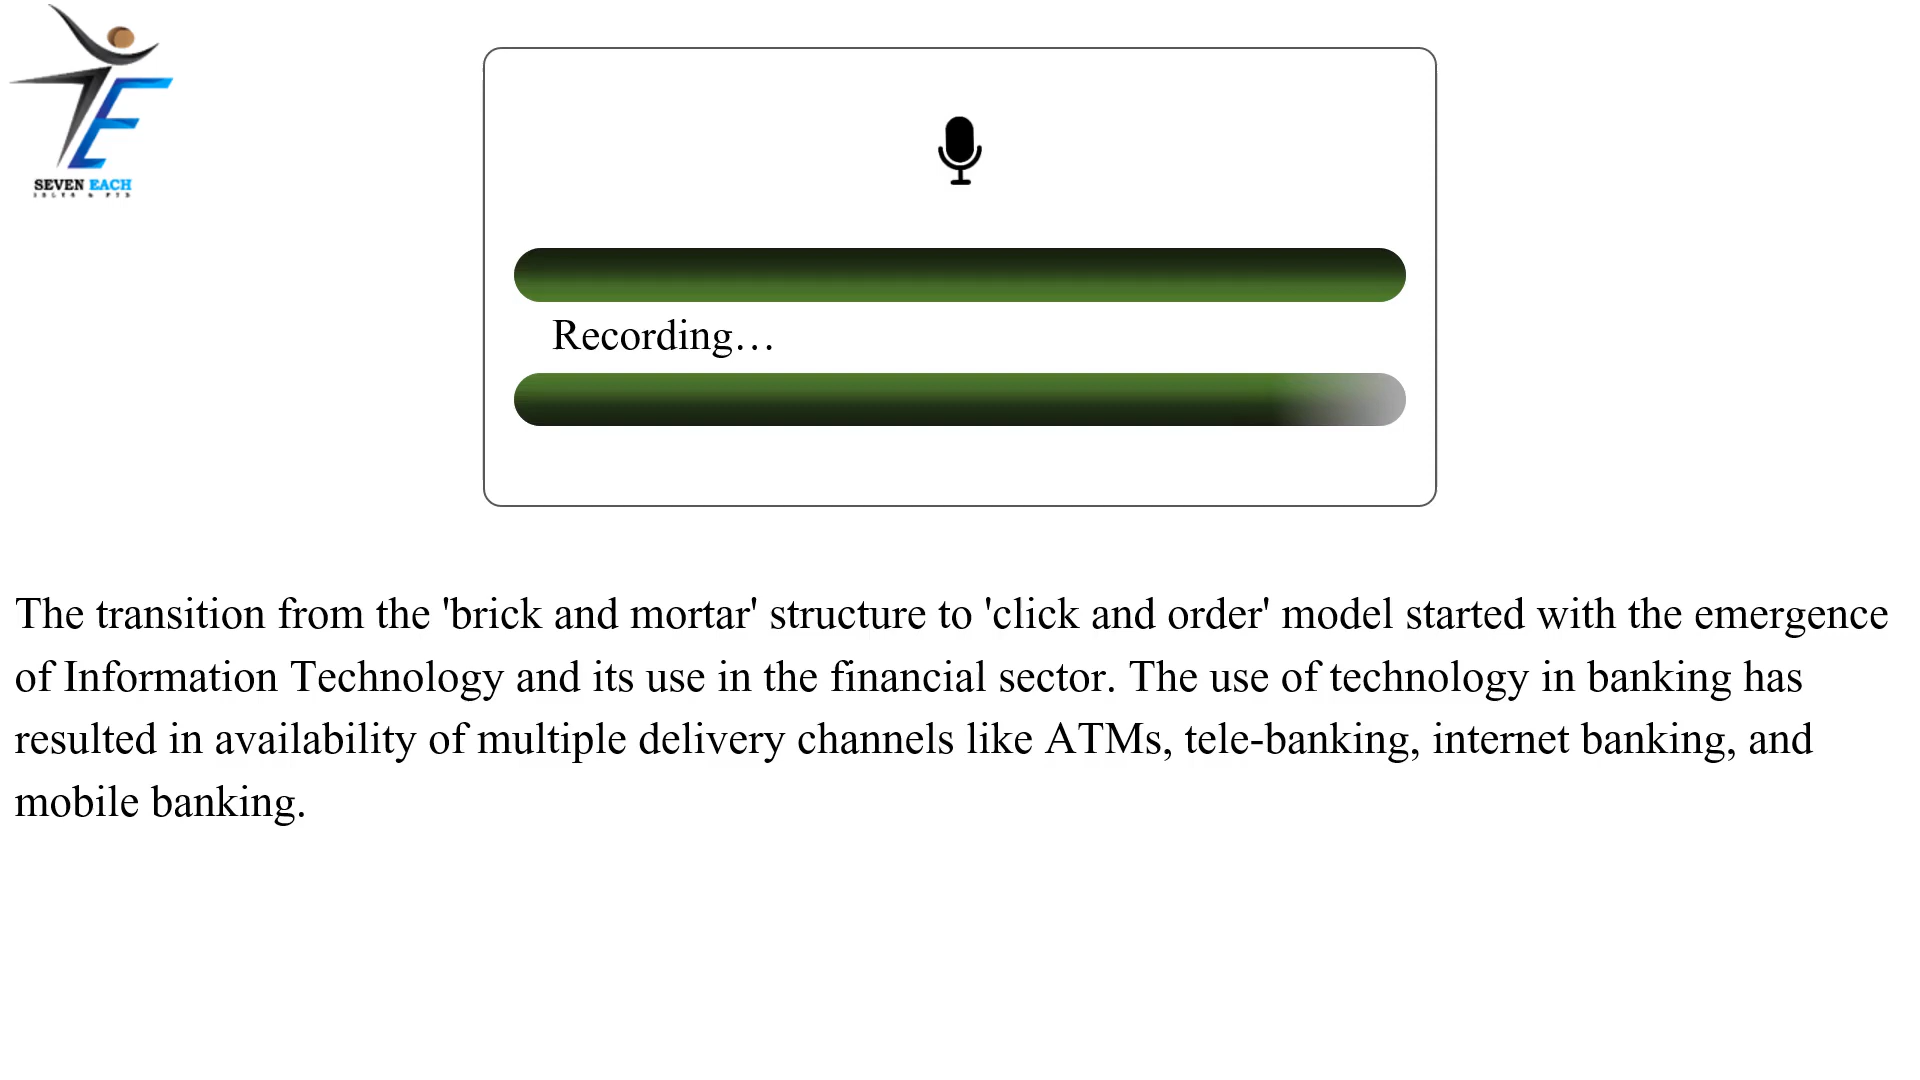 SEVEN EACH
Recording…
The transition from the 'brick and mortar' structure to 'click and order' model started with the emergence
of Information Technology and its use in the financial sector. The use of technology in banking has
resulted in availability of multiple delivery channels like ATMs, tele-banking, internet banking, and
mobile banking.